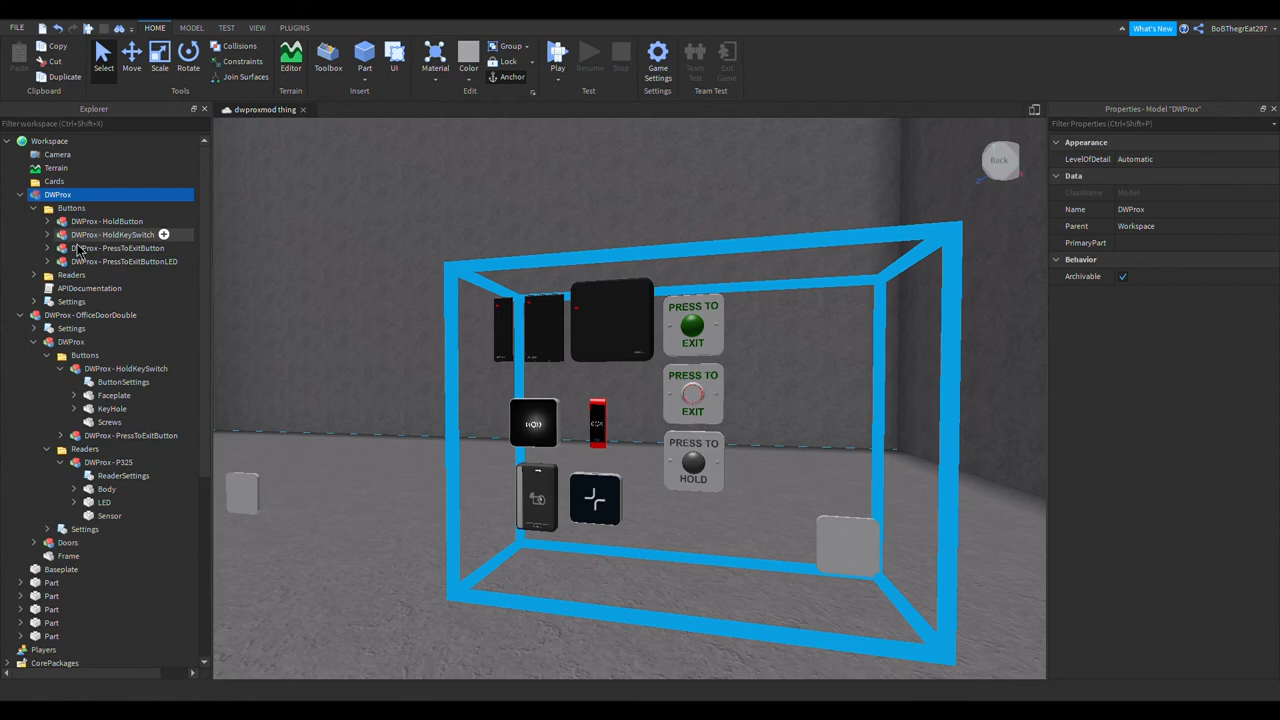 FILE HOME MODEL TEST VIEW PLUGINS What's New BoBThegrEat297
Copy Collisions Group
Cut Constraints Lock
Paste Duplicate Select Move Scale Rotate Join Surfaces Editor Toolbox Part UI Material Color Anchor Play Resume Stop Game Settings Team Test Exit Game
Clipboard Tools Terrain Insert Edit Test Settings Team Test
Explorer
dwproxmod thing
Properties - Model "DWProx"
Filter workspace (Ctrl+Shift+X)
Filter Properties (Ctrl+Shift+P)
Workspace
Camera
Terrain
Cards
DWProx
Buttons
DWProx - HoldButton
DWProx - HoldKeySwitch
DWProx - PressToExitButton
DWProx - PressToExitButtonLED
Readers
APIDocumentation
Settings
DWProx - OfficeDoorDouble
Settings
DWProx
Buttons
DWProx - HoldKeySwitch
ButtonSettings
Faceplate
KeyHole
Screws
DWProx - PressToExitButton
Readers
DWProx - P325
ReaderSettings
Body
LED
Sensor
Settings
Doors
Frame
Baseplate
Part
Part
Part
Part
Part
Players
CorePackages
Back
PRESS TO
EXIT
PRESS TO
EXIT
PRESS TO
HOLD
Appearance
LevelOfDetail Automatic
Data
ClassName Model
Name DWProx
Parent Workspace
PrimaryPart
Behavior
Archivable